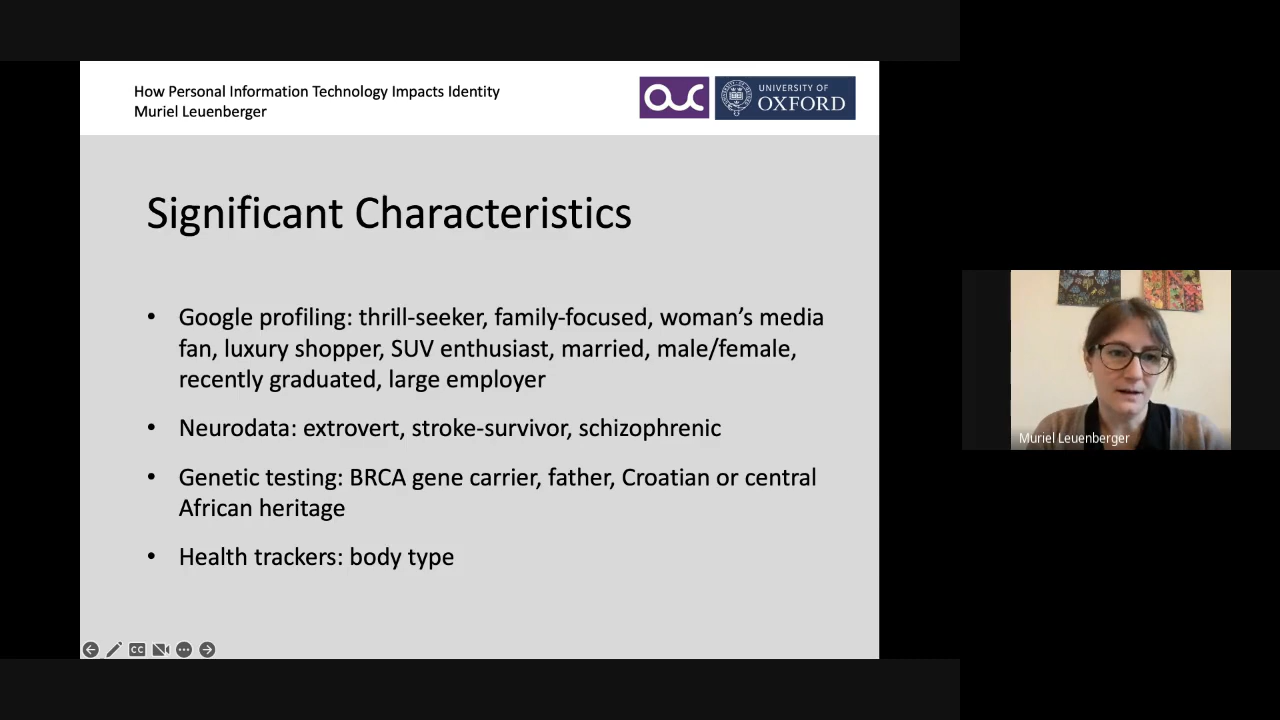 How Personal Information Technology Impacts Identity
Muriel Leuenberger
UNIVERSITY OF
OXFORD
Significant Characteristics
• Google profiling: thrill-seeker, family-focused, woman’s media
fan, luxury shopper, SUV enthusiast, married, male/female,
recently graduated, large employer
• Neurodata: extrovert, stroke-survivor, schizophrenic
• Genetic testing: BRCA gene carrier, father, Croatian or central
African heritage
• Health trackers: body type
CC
Muriel Leuenberger